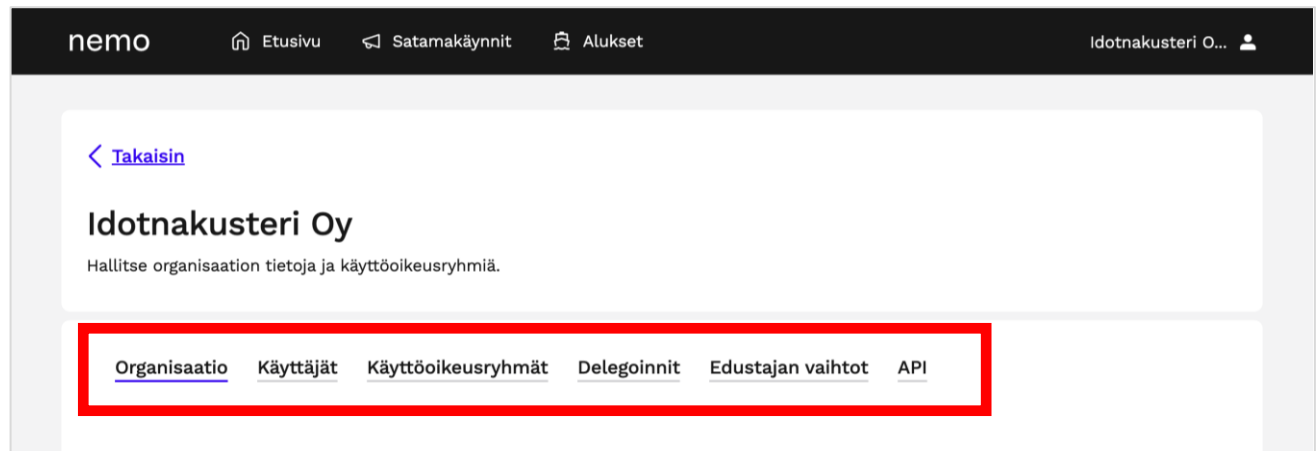 nemo Etusivu Satamakäynnit Alukset Idotnakusteri O...
Takaisin
Idotnakusteri Oy
Hallitse organisaation tietoja ja käyttöoikeusryhmiä.
Organisaatio Käyttäjät Käyttöoikeusryhmät Delegoinnit Edustajan vaihtot API